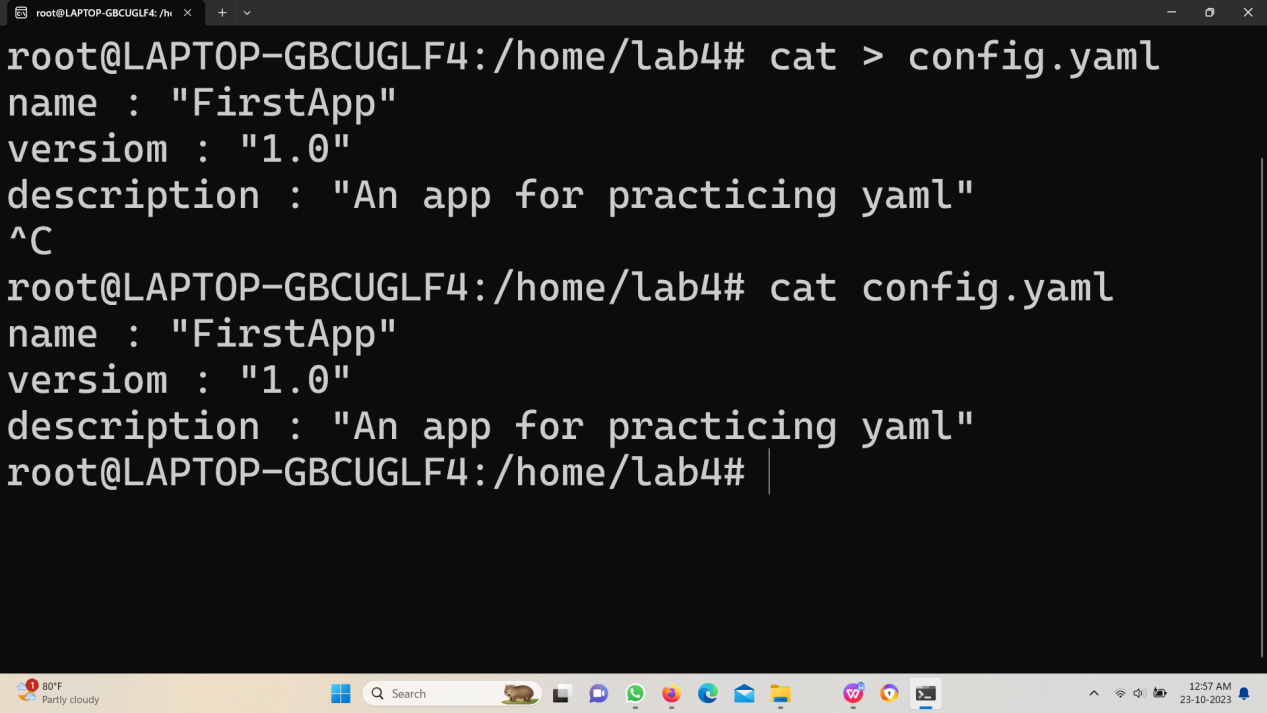 root@LAPTOP-GBCUGLF4: /h
root@LAPTOP-GBCUGLF4:/home/lab4# cat > config.yaml
name : "FirstApp"
versiom : "1.0"
description : "An app for practicing yaml"
^C
root@LAPTOP-GBCUGLF4:/home/lab4# cat config.yaml
name : "FirstApp"
versiom : "1.0"
description : "An app for practicing yaml"
root@LAPTOP-GBCUGLF4:/home/lab4#
1
80°F
Partly cloudy
Search
12:57 AM
23-10-2023